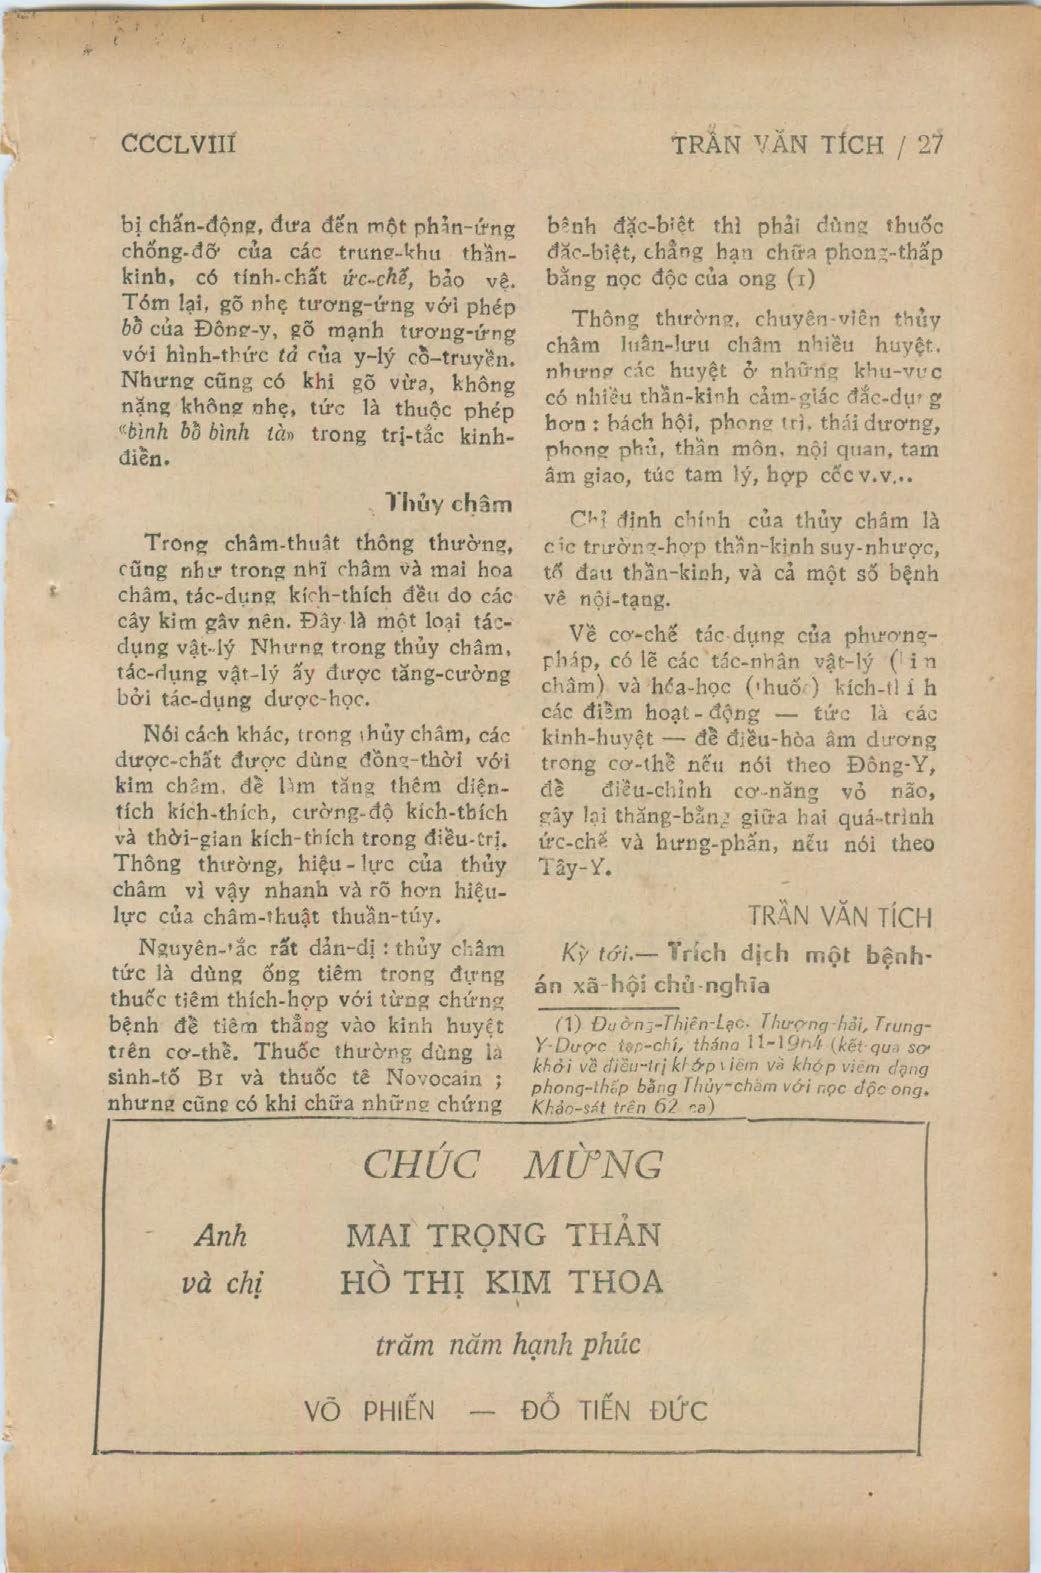 CCCLVIII
TRẦN VĂN TÍCH / 27
bị chấn-động, đưa đến một phản-ứng
chống-đỡ của các trung-khu thần-
kinh, có tính-chất ức-chế, bảo vệ.
Tóm lại, gõ nhẹ tương-ứng với phép
bồ của Đông-y, gõ mạnh tương-ứng
với hình-thức tả của y-lý cồ-truyền.
Nhưng cũng có khi gõ vừa, không
nặng không nhẹ, tức là thuộc phép
«bình bồ bình tà» trong trị-tắc kinh-
điền.
Thủy châm
Trong châm-thuật thông thường,
cũng như trong nhĩ châm và mai hoa
châm, tác-dụng kích-thích đều do các
cây kim gây nên. Đây là một loại tác-
dụng vật-lý Nhưng trong thủy châm,
tác-dụng vật-lý ấy được tăng-cường
bởi tác-dụng dược-học.
Nói cách khác, trong thủy châm, các
dược-chất được dùng đồng-thời với
kim châm, đề làm tăng thêm diện-
tích kích-thích, cường-độ kích-thích
và thời-gian kích-thích trong điều-trị.
Thông thường, hiệu-lực của thủy
châm vì vậy nhanh và rõ hơn hiệu-
lực của châm-thuật thuần-túy.
Nguyên-tắc rất dản-dị : thủy châm
tức là dùng ống tiêm trong đựng
thuốc tiêm thích-hợp với từng chứng
bệnh đề tiêm thẳng vào kinh huyệt
trên cơ-thề. Thuốc thường dùng là
sinh-tố B1 và thuốc tê Novocain ;
nhưng cũng có khi chữa những chứng
bệnh đặc-biệt thì phải dùng thuốc
đặc-biệt, chẳng hạn chữa phong-thấp
bằng nọc độc của ong (1)
Thông thường, chuyên-viên thủy
châm luân-lưu châm nhiều huyệt,
nhưng các huyệt ở những khu-vực
có nhiều thần-kinh cảm-giác đắc-dụng
hơn : bách hội, phong trì, thái dương,
phong phủ, thần môn, nội quan, tam
âm giao, túc tam lý, hợp cốc v.v...
Chỉ định chính của thủy châm là
các trường-hợp thần-kinh suy-nhược,
tố đau thần-kinh, và cả một số bệnh
về nội-tạng.
Về cơ-chế tác-dụng của phương-
pháp, có lẽ các tác-nhân vật-lý (kim
châm) và hóa-học (thuốc) kích-thích
các điềm hoạt-động — tức là các
kinh-huyệt — đề điều-hòa âm dương
trong cơ-thề nếu nói theo Đông-Y,
đề điều-chỉnh cơ-năng vỏ não,
gây lại thăng-bằng giữa hai quá-trình
ức-chế và hưng-phấn, nếu nói theo
Tây-Y.
TRẦN VĂN TÍCH
Kỳ tới.— Trích dịch một bệnh-
án xã-hội chủ-nghĩa
(1) Đường-Thiên-Lạc. Thượng-hải, Trung-
Y-Dược tạp-chí, tháng 11-1964 (kết-quả sơ
khởi về điều-trị khớp viêm và khớp viêm dạng
phong-thấp bằng Thủy-châm với nọc độc ong.
Khảo-sát trên 62 ca)
CHÚC MỪNG
Anh MAI TRỌNG THẢN
và chị HỒ THỊ KIM THOA
trăm năm hạnh phúc
VÕ PHIẾN — ĐỖ TIẾN ĐỨC